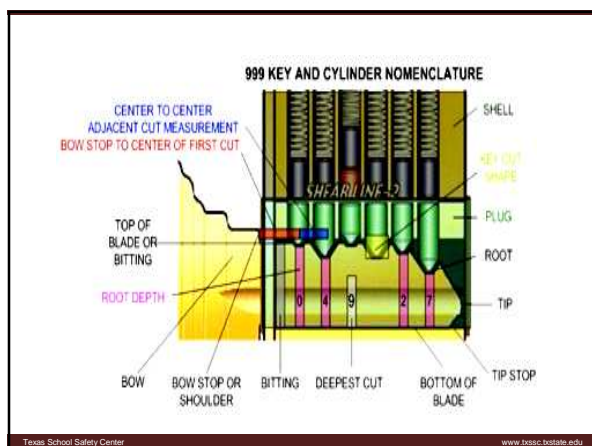 999 KEY AND CYLINDER NOMENCLATURE
CENTER TO CENTER
ADJACENT CUT MEASUREMENT
BOW STOP TO CENTER OF FIRST CUT
SHELL
KEY CUT
SHAPE
SHEAR LINE
TOP OF
BLADE OR
BITTING
PLUG
ROOT
ROOT DEPTH
0
4
9
2
7
TIP
BOW
BOW STOP OR
SHOULDER
BITTING
DEEPEST CUT
BOTTOM OF
BLADE
TIP STOP
Texas School Safety Center
www.txssc.txstate.edu